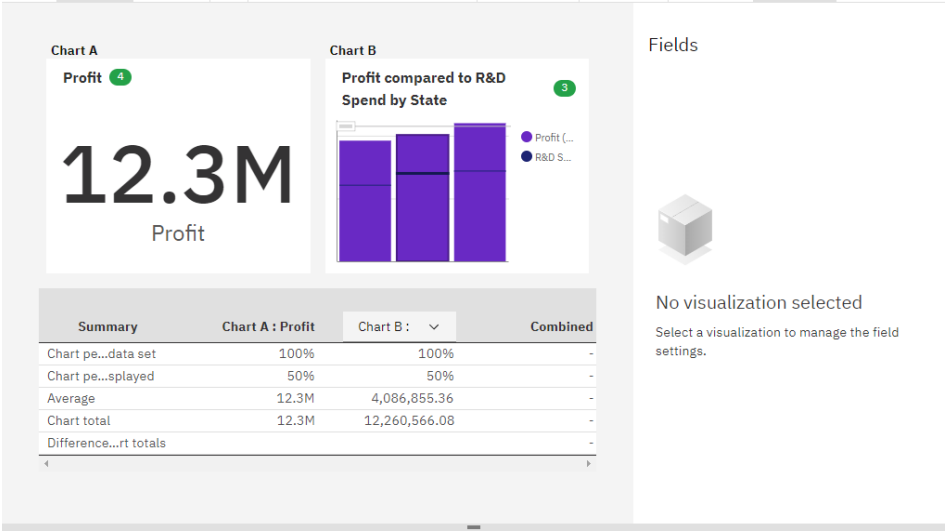 Chart A
Profit 4
12.3M
Profit
Chart B
Profit compared to R&D
Spend by State
3
Profit (...
R&D S...
Summary Chart A : Profit Chart B : Combined
Chart pe...data set 100% 100% -
Chart pe...splayed 50% 50% -
Average 12.3M 4,086,855.36 -
Chart total 12.3M 12,260,566.08 -
Difference...rt totals -
Fields
No visualization selected
Select a visualization to manage the field
settings.